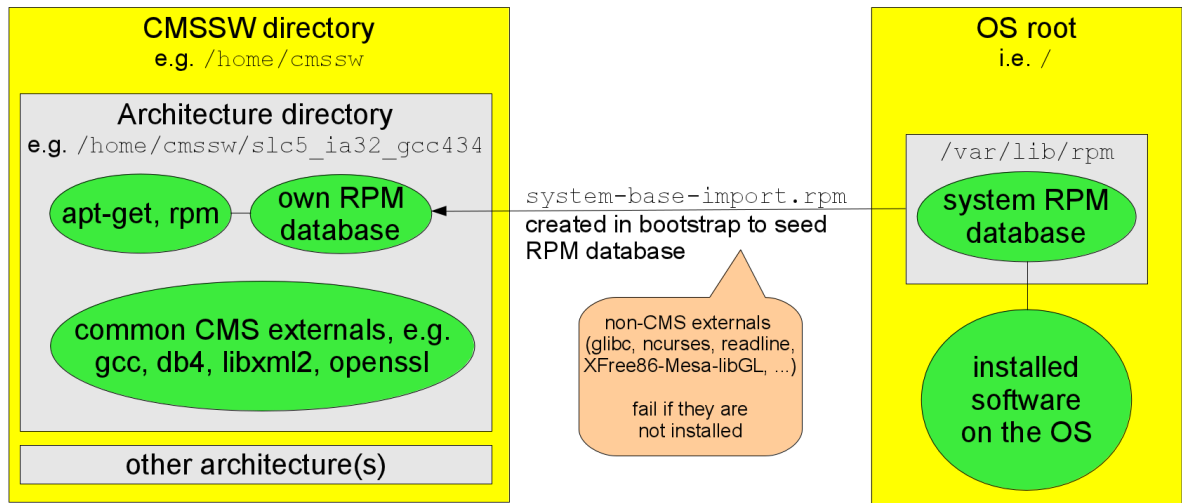 CMSSW directory
e.g. /home/cmssw
Architecture directory
e.g. /home/cmssw/slc5_ia32_gcc434
apt-get, rpm
own RPM
database
common CMS externals, e.g.
gcc, db4, libxml2, openssl
other architecture(s)
system-base-import.rpm
created in bootstrap to seed
RPM database
non-CMS externals
(glibc, ncurses, readline,
XFree86-Mesa-libGL, ...)
fail if they are
not installed
OS root
i.e. /
/var/lib/rpm
system RPM
database
installed
software
on the OS